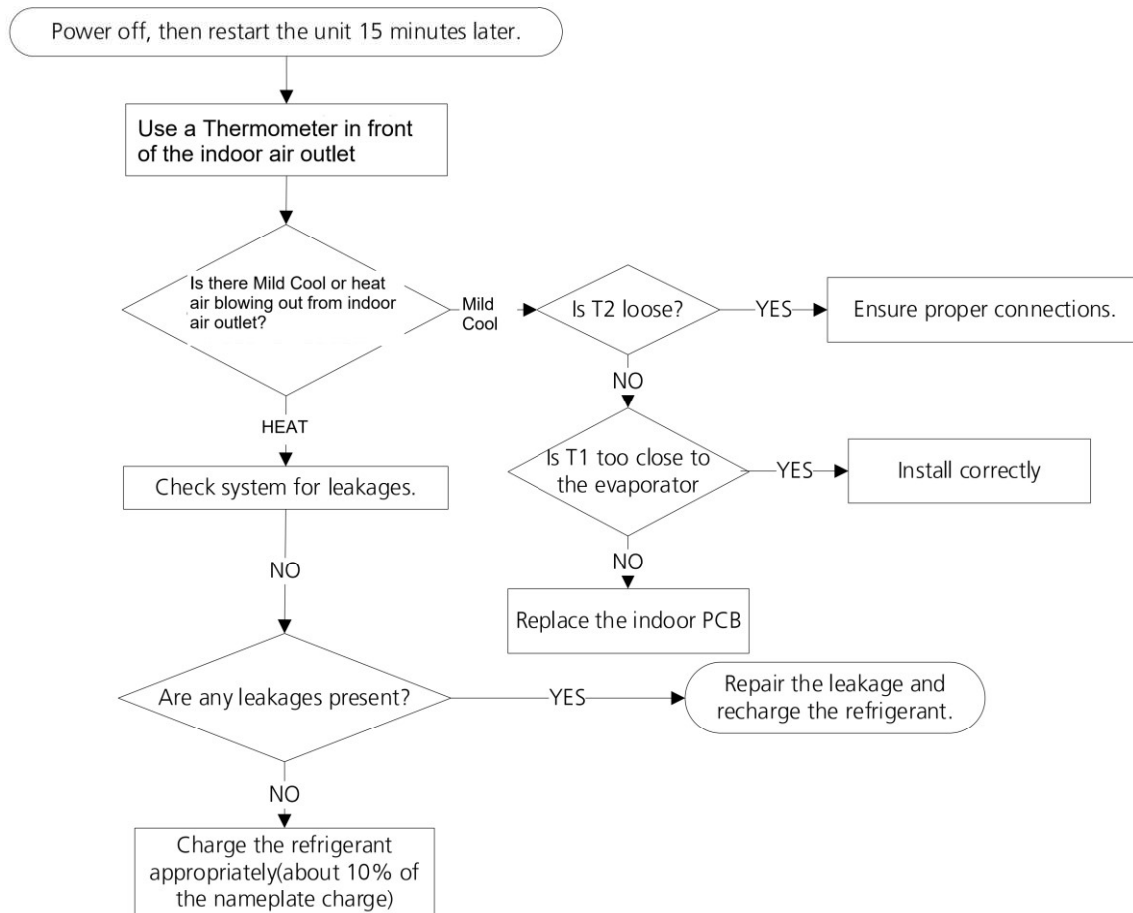 Power off, then restart the unit 15 minutes later.
Use a Thermometer in front
of the indoor air outlet
Is there Mild Cool or heat
air blowing out from indoor
air outlet?
Mild
Cool
Is T2 loose?
YES
Ensure proper connections.
NO
HEAT
Is T1 too close to
the evaporator
YES
Install correctly
Check system for leakages.
NO
NO
Replace the indoor PCB
Are any leakages present?
YES
Repair the leakage and
recharge the refrigerant.
NO
Charge the refrigerant
appropriately(about 10% of
the nameplate charge)